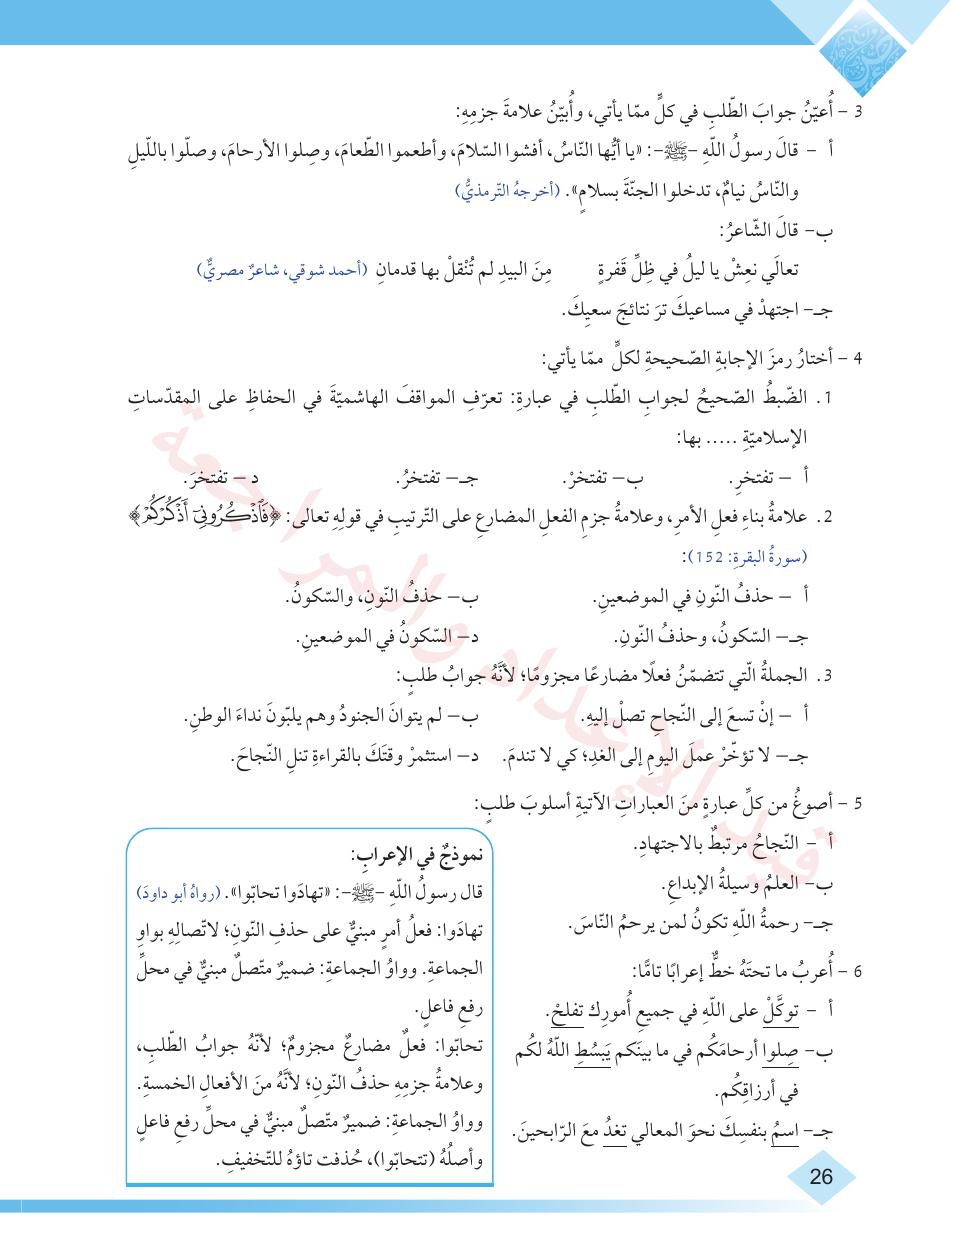 3 – أُعيّنُ جوابَ الطّلبِ في كلٍّ ممّا يأتي، وأُبيّنُ علامةَ جزمِهِ:
أ – قالَ رسولُ اللّهِ –ﷺ–: «يا أيُّها النّاسُ، أفشوا السّلامَ، وأطعموا الطّعامَ، وصِلوا الأرحامَ، وصلّوا باللّيلِ
والنّاسُ نيامٌ، تدخلوا الجنّةَ بسلامٍ». (أخرجهُ التّرمذيُّ)
ب– قالَ الشّاعرُ:
تعالَي نعِشْ يا ليلُ في ظِلِّ قَفرةٍ مِنَ البيدِ لم تُنْقلْ بها قدمانِ (أحمد شوقي، شاعرٌ مصريٌّ)
جـ– اجتهدْ في مساعيكَ ترَ نتائجَ سعيِكَ.
4 – أختارُ رمزَ الإجابةِ الصّحيحةِ لكلٍّ ممّا يأتي:
1. الضّبطُ الصّحيحُ لجوابِ الطّلبِ في عبارةِ: تعرّفِ المواقفَ الهاشميّةَ في الحفاظِ على المقدّساتِ
الإسلاميّةِ ..... بها:
أ – تفتخرِ. ب– تفتخرْ. جـ– تفتخرُ. د – تفتخرَ.
2. علامةُ بناءِ فعلِ الأمرِ، وعلامةُ جزمِ الفعلِ المضارعِ على التّرتيبِ في قولِهِ تعالى: ﴿فَٱذۡكُرُونِيٓ أَذۡكُرۡكُمۡ﴾
(سورةُ البقرةِ: 152):
أ – حذفُ النّونِ في الموضعينِ. ب– حذفُ النّونِ، والسّكونُ.
جـ– السّكونُ، وحذفُ النّونِ. د– السّكونُ في الموضعينِ.
3. الجملةُ الّتي تتضمّنُ فعلًا مضارعًا مجزومًا؛ لأنَّهُ جوابُ طلبٍ:
أ – إنْ تسعَ إلى النّجاحِ تصلْ إليهِ. ب– لم يتوانَ الجنودُ وهم يلبّونَ نداءَ الوطنِ.
جـ– لا تؤخّرْ عملَ اليومِ إلى الغدِ؛ كي لا تندمَ. د– استثمرْ وقتَكَ بالقراءةِ تنلِ النّجاحَ.
5 – أصوغُ من كلِّ عبارةٍ منَ العباراتِ الآتيةِ أسلوبَ طلبٍ:
أ – النّجاحُ مرتبطٌ بالاجتهادِ.
ب– العلمُ وسيلةُ الإبداعِ.
جـ– رحمةُ اللّهِ تكونُ لمن يرحمُ النّاسَ.
6 – أُعربُ ما تحتَهُ خطٌّ إعرابًا تامًّا:
أ – توكَّلْ على اللّهِ في جميعِ أُمورِك تفلحْ.
ب– صِلوا أرحامَكُم في ما بينَكم يَبسُطِ اللّهُ لكُم
في أرزاقِكُم.
جـ– اسمُ بنفسِكَ نحوَ المعالي تغدُ معَ الرّابحينَ.
نموذجٌ في الإعرابِ:
قال رسولُ اللّهِ –ﷺ–: «تهادَوا تحابّوا». (رواهُ أبو داودَ)
تهادَوا: فعلُ أمرٍ مبنيٌّ على حذفِ النّونِ؛ لاتّصالِهِ بواوِ
الجماعةِ. وواوُ الجماعةِ: ضميرٌ متّصلٌ مبنيٌّ في محلِّ
رفعِ فاعلٍ.
تحابّوا: فعلٌ مضارعٌ مجزومٌ؛ لأنّهُ جوابُ الطّلبِ،
وعلامةُ جزمِهِ حذفُ النّونِ؛ لأنَّهُ منَ الأفعالِ الخمسةِ.
وواوُ الجماعةِ: ضميرٌ متّصلٌ مبنيٌّ في محلِّ رفعِ فاعلٍ
وأصلُهُ (تتحابّوا)، حُذفت تاؤهُ للتّخفيفِ.
26
قيد الإعداد والمراجعة